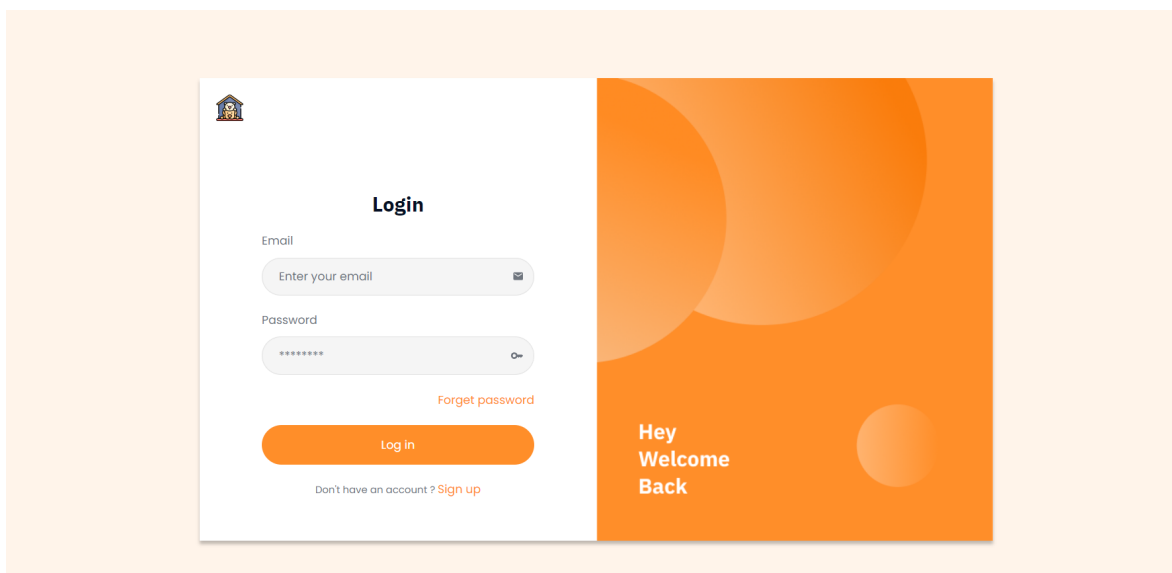 Login
Email
Enter your email
Password
********
Forget password
Log in
Don't have an account ? Sign up
Hey
Welcome
Back